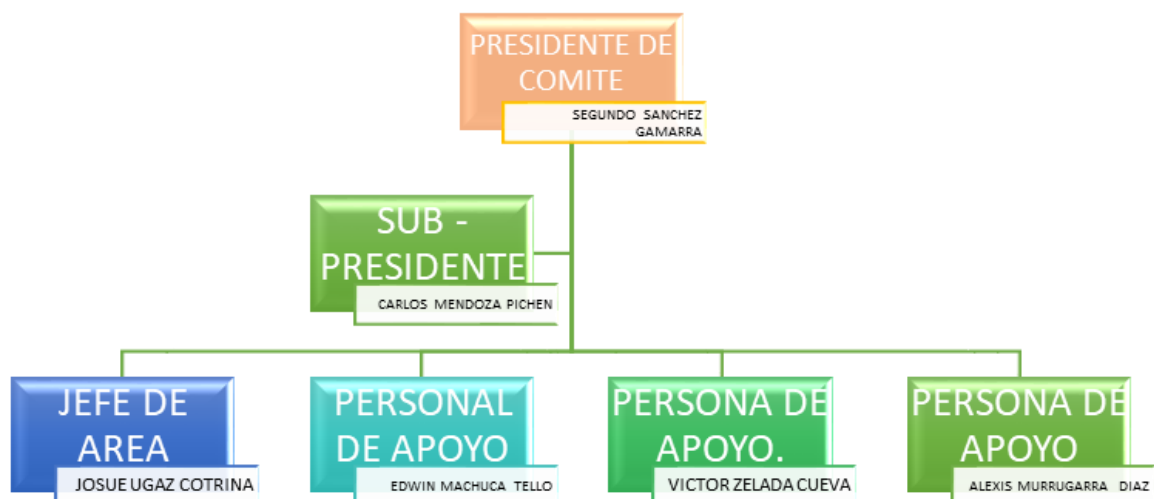 PRESIDENTE DE
COMITE
SEGUNDO SANCHEZ
GAMARRA
SUB -
PRESIDENTE
CARLOS MENDOZA PICHEN
JEFE DE
AREA
JOSUE UGAZ COTRINA
PERSONAL
DE APOYO
EDWIN MACHUCA TELLO
PERSONA DE
APOYO.
VICTOR ZELADA CUEVA
PERSONA DE
APOYO
ALEXIS MURRUGARRA DIAZ